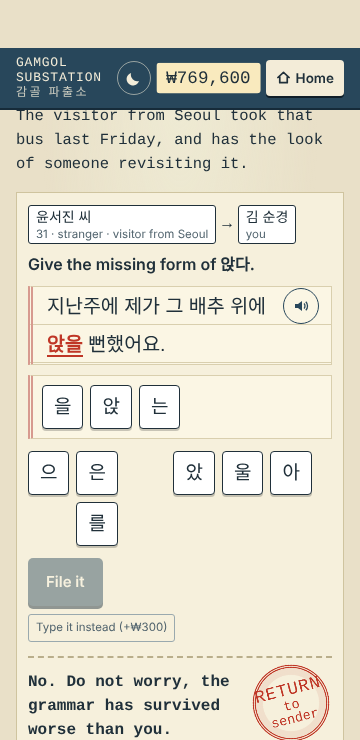 GAMGOL
SUBSTATION
감골 파출소
₩769,600
Home
The visitor from Seoul took that
bus last Friday, and has the look
of someone revisiting it.
윤서진 씨
31 · stranger · visitor from Seoul
→
김 순경
you
Give the missing form of 앉다.
지난주에 제가 그 배추 위에
앉을 뻔했어요.
을 앉 는
으 은 았 울 아
를
File it
Type it instead (+₩300)
No. Do not worry, the
grammar has survived
worse than you.
RETURN
to
sender